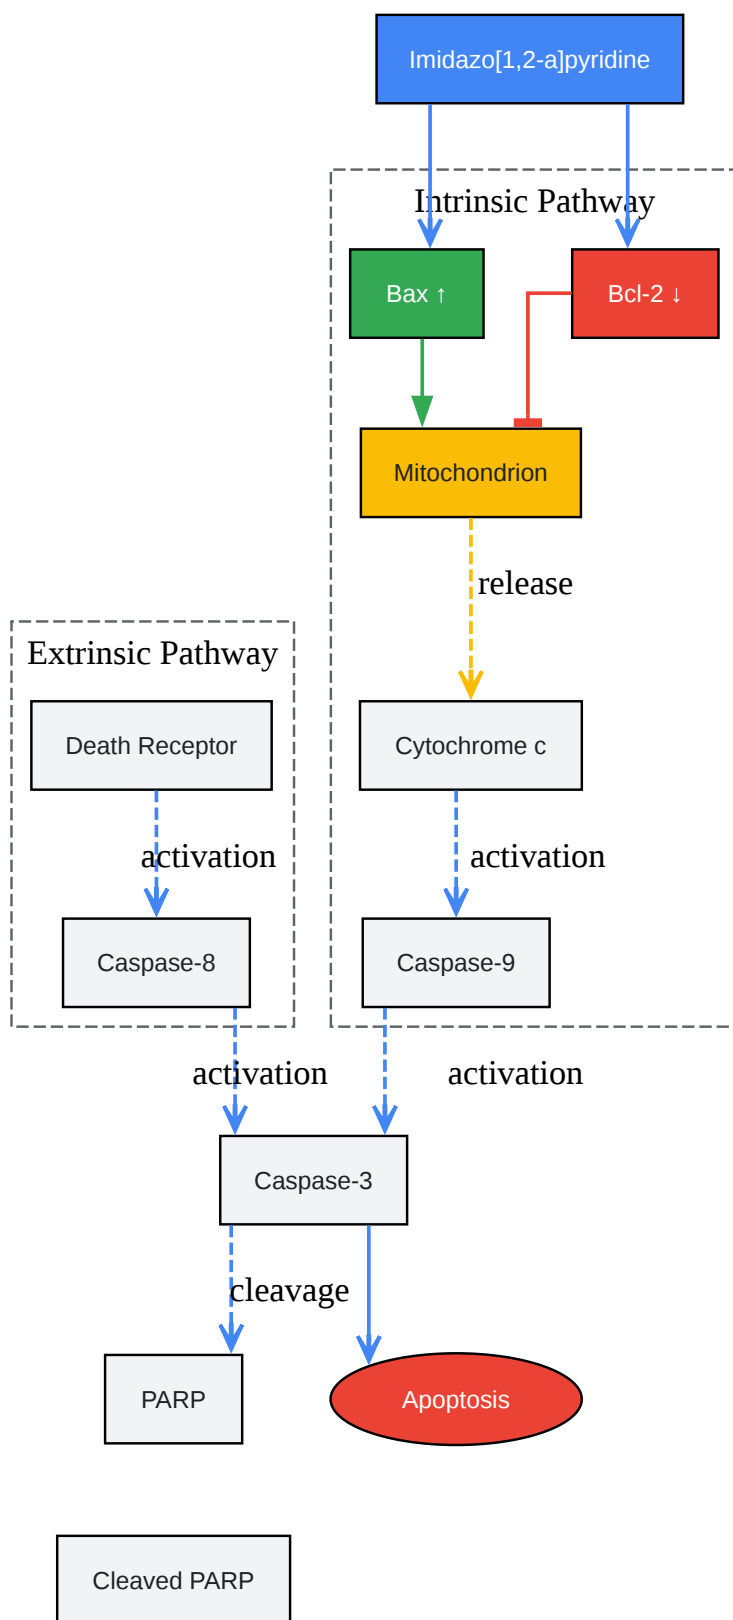 Imidazo[1,2-a]pyridine
Intrinsic Pathway
Bax ↑
Bcl-2 ↓
Mitochondrion
release
Extrinsic Pathway
Death Receptor
Cytochrome c
activation
activation
Caspase-8
Caspase-9
activation
activation
Caspase-3
cleavage
PARP
Apoptosis
Cleaved PARP